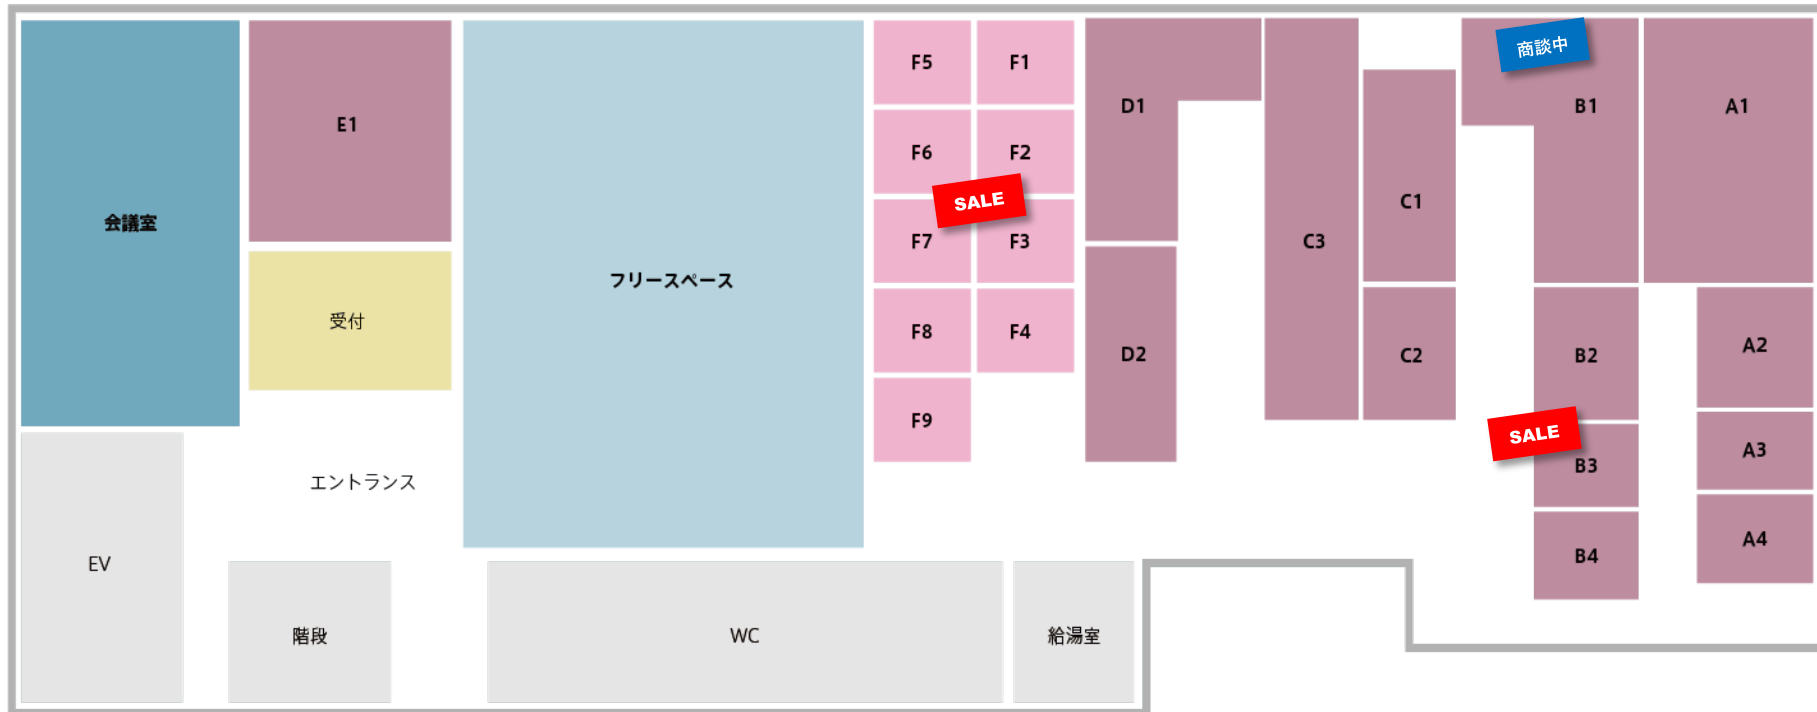 会議室
E1
受付
エントランス
EV
階段
フリースペース
WC
給湯室
F5
F1
F6
F2
SALE
F7
F3
F8
F4
F9
D1
D2
C3
C1
C2
商談中
B1
A1
B2
A2
SALE
B3
A3
B4
A4